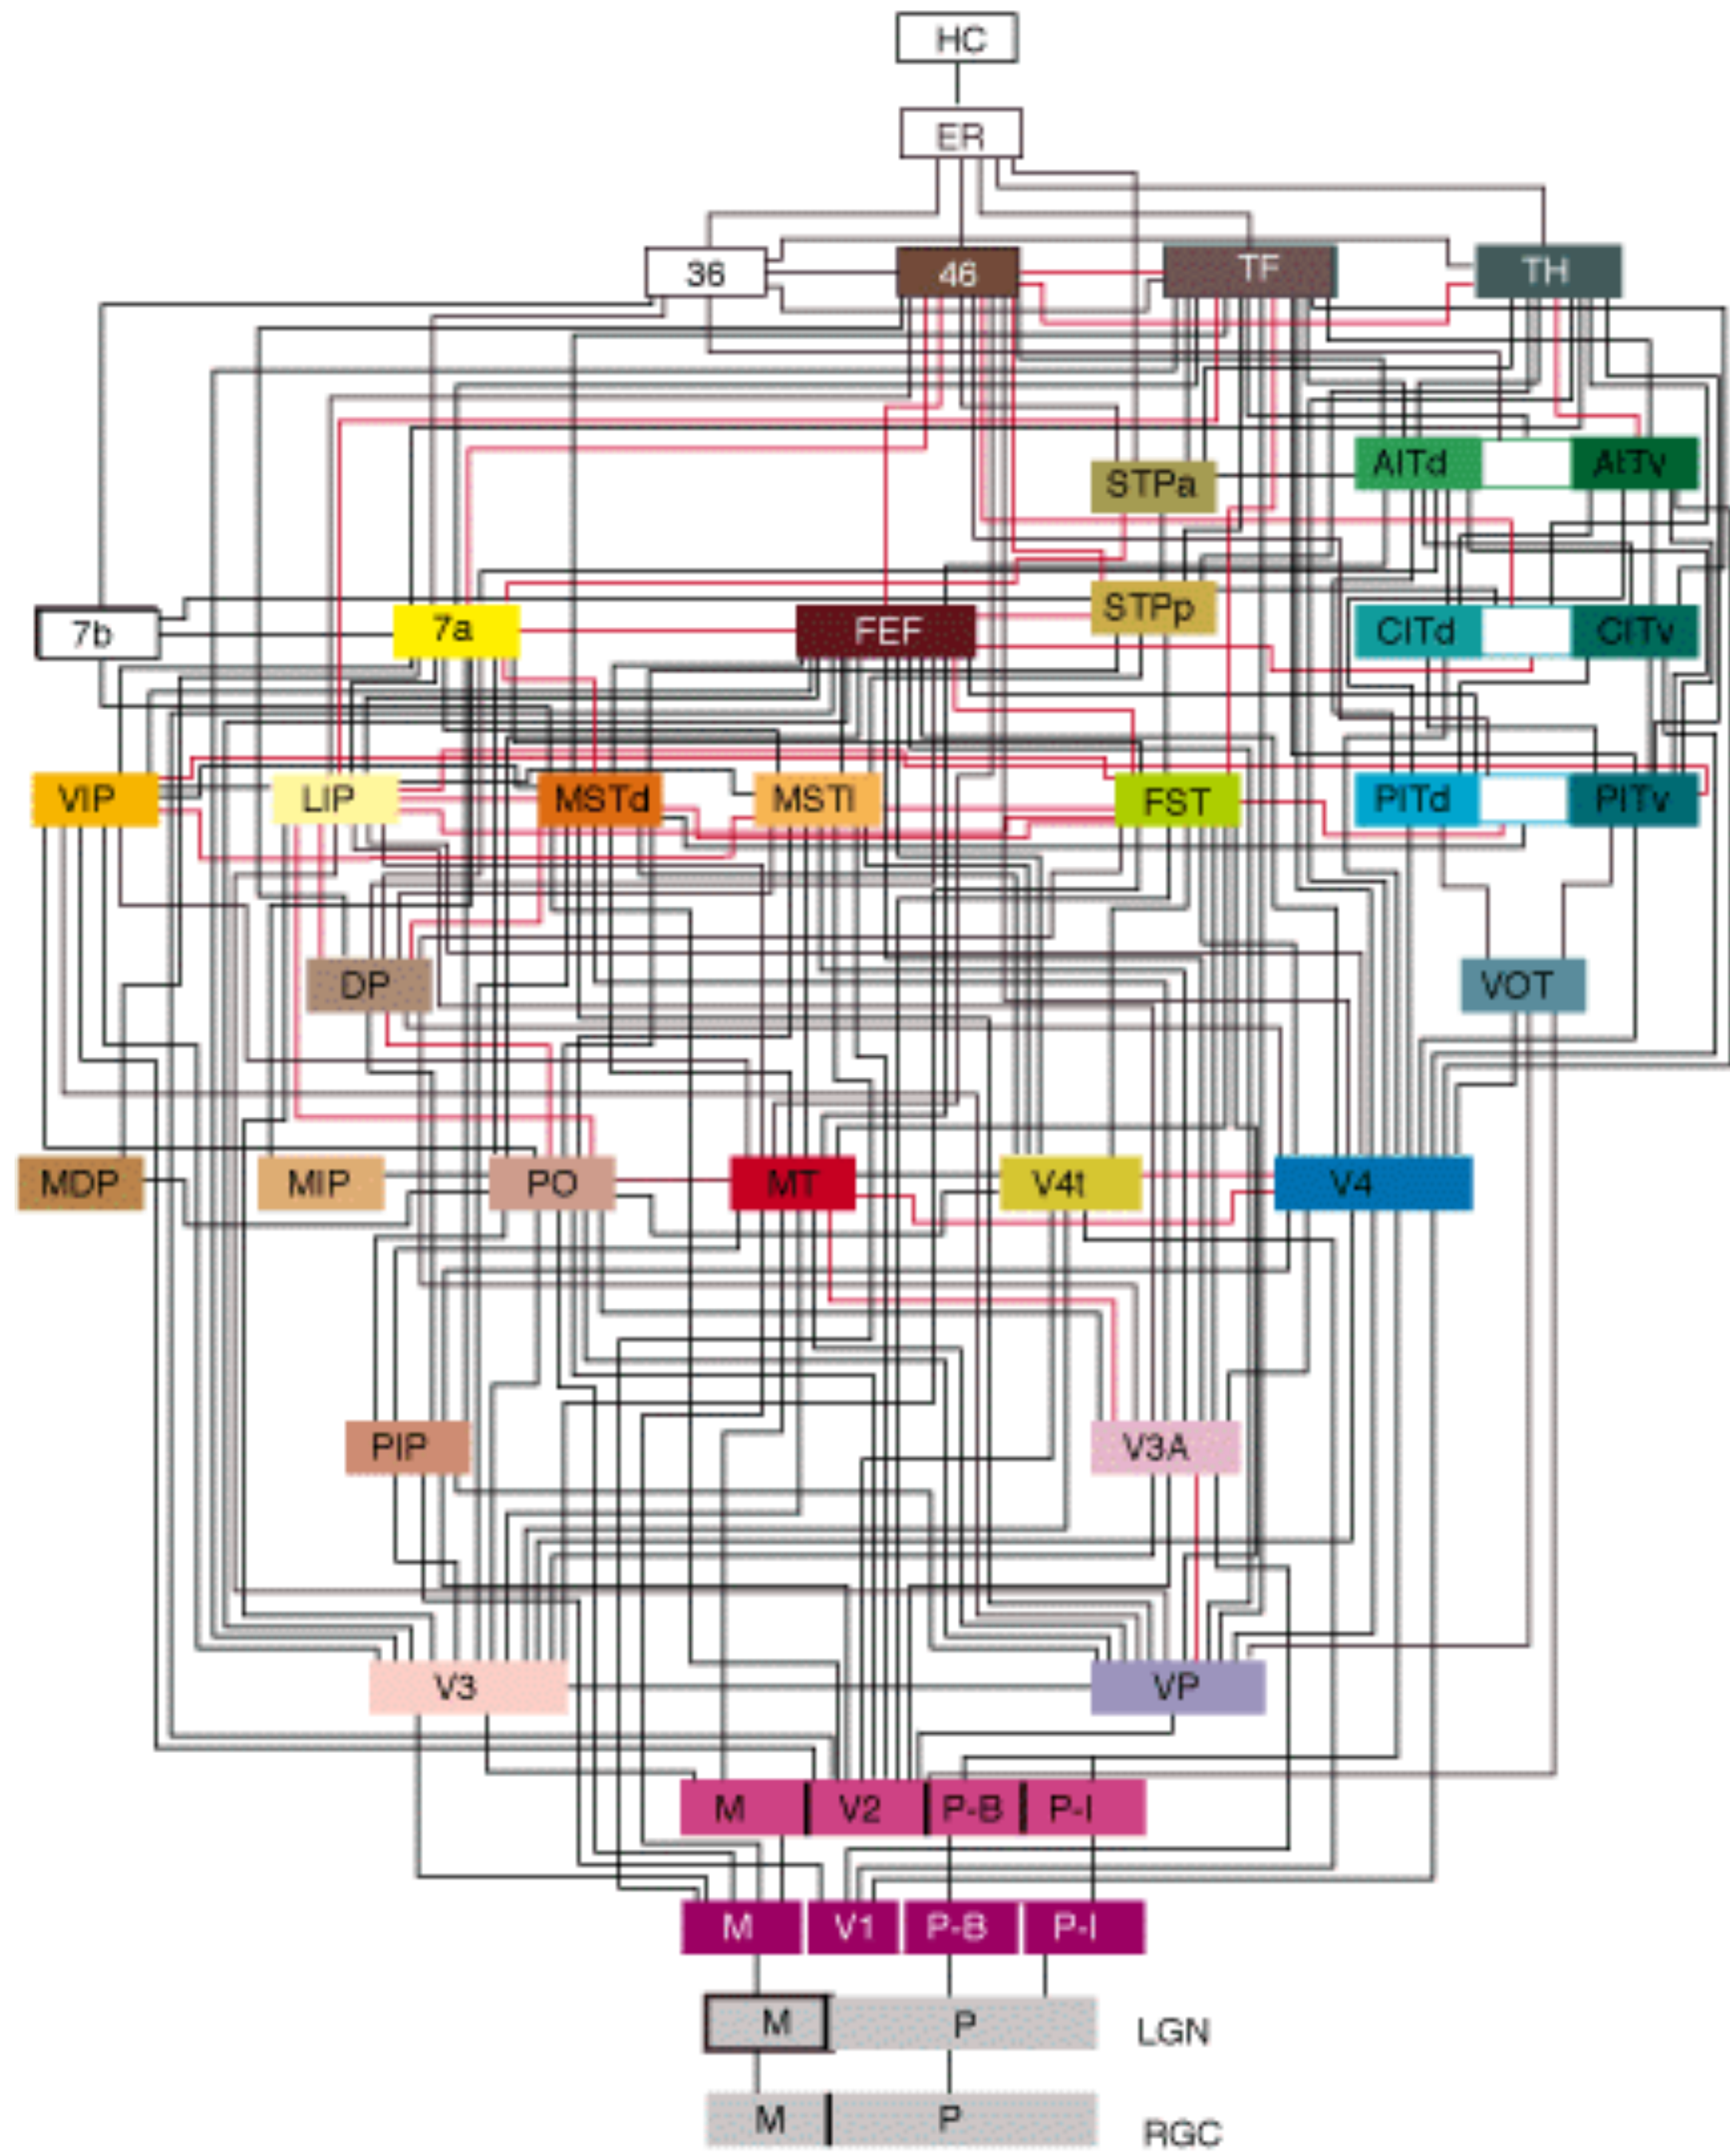 HC
ER
36 46 TF TH
AITd AITv
STPa
STPp
7b 7a FEF CITd CITv
VIP LIP MSTd MSTl FST PITd PITv
DP VOT
MDP MIP PO MT V4t V4
PIP V3A
V3 VP
M V2 P-B P-I
M V1 P-B P-I
M P LGN
M P RGC